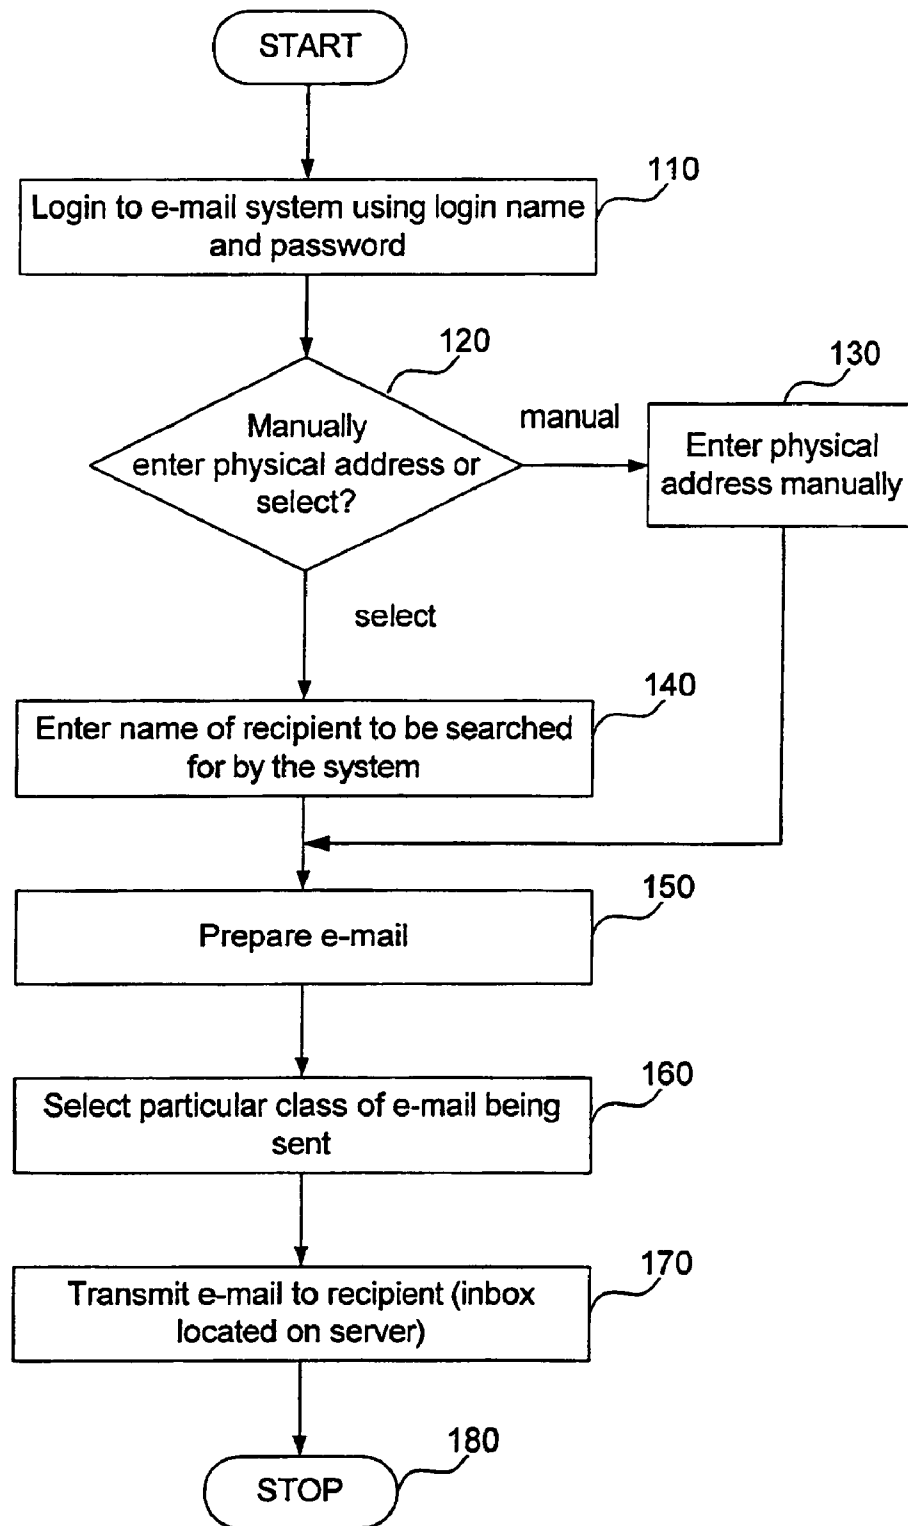 START
110
Login to e-mail system using login name
and password
120
130
Manually
enter physical address or
select?
manual
Enter physical
address manually
select
140
Enter name of recipient to be searched
for by the system
150
Prepare e-mail
160
Select particular class of e-mail being
sent
170
Transmit e-mail to recipient (inbox
located on server)
180
STOP